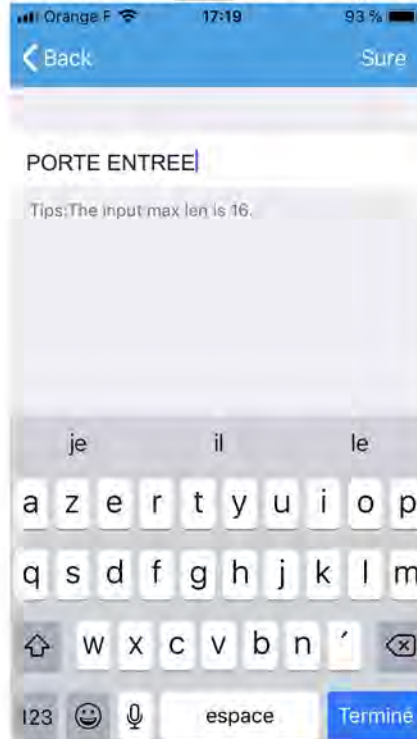 Orange F 17:19 93 %
Back Sure
PORTE ENTREE
Tips:The input max len is 16.
je il le
a z e r t y u i o p
q s d f g h j k l m
w x c v b n ´
123 espace Terminé